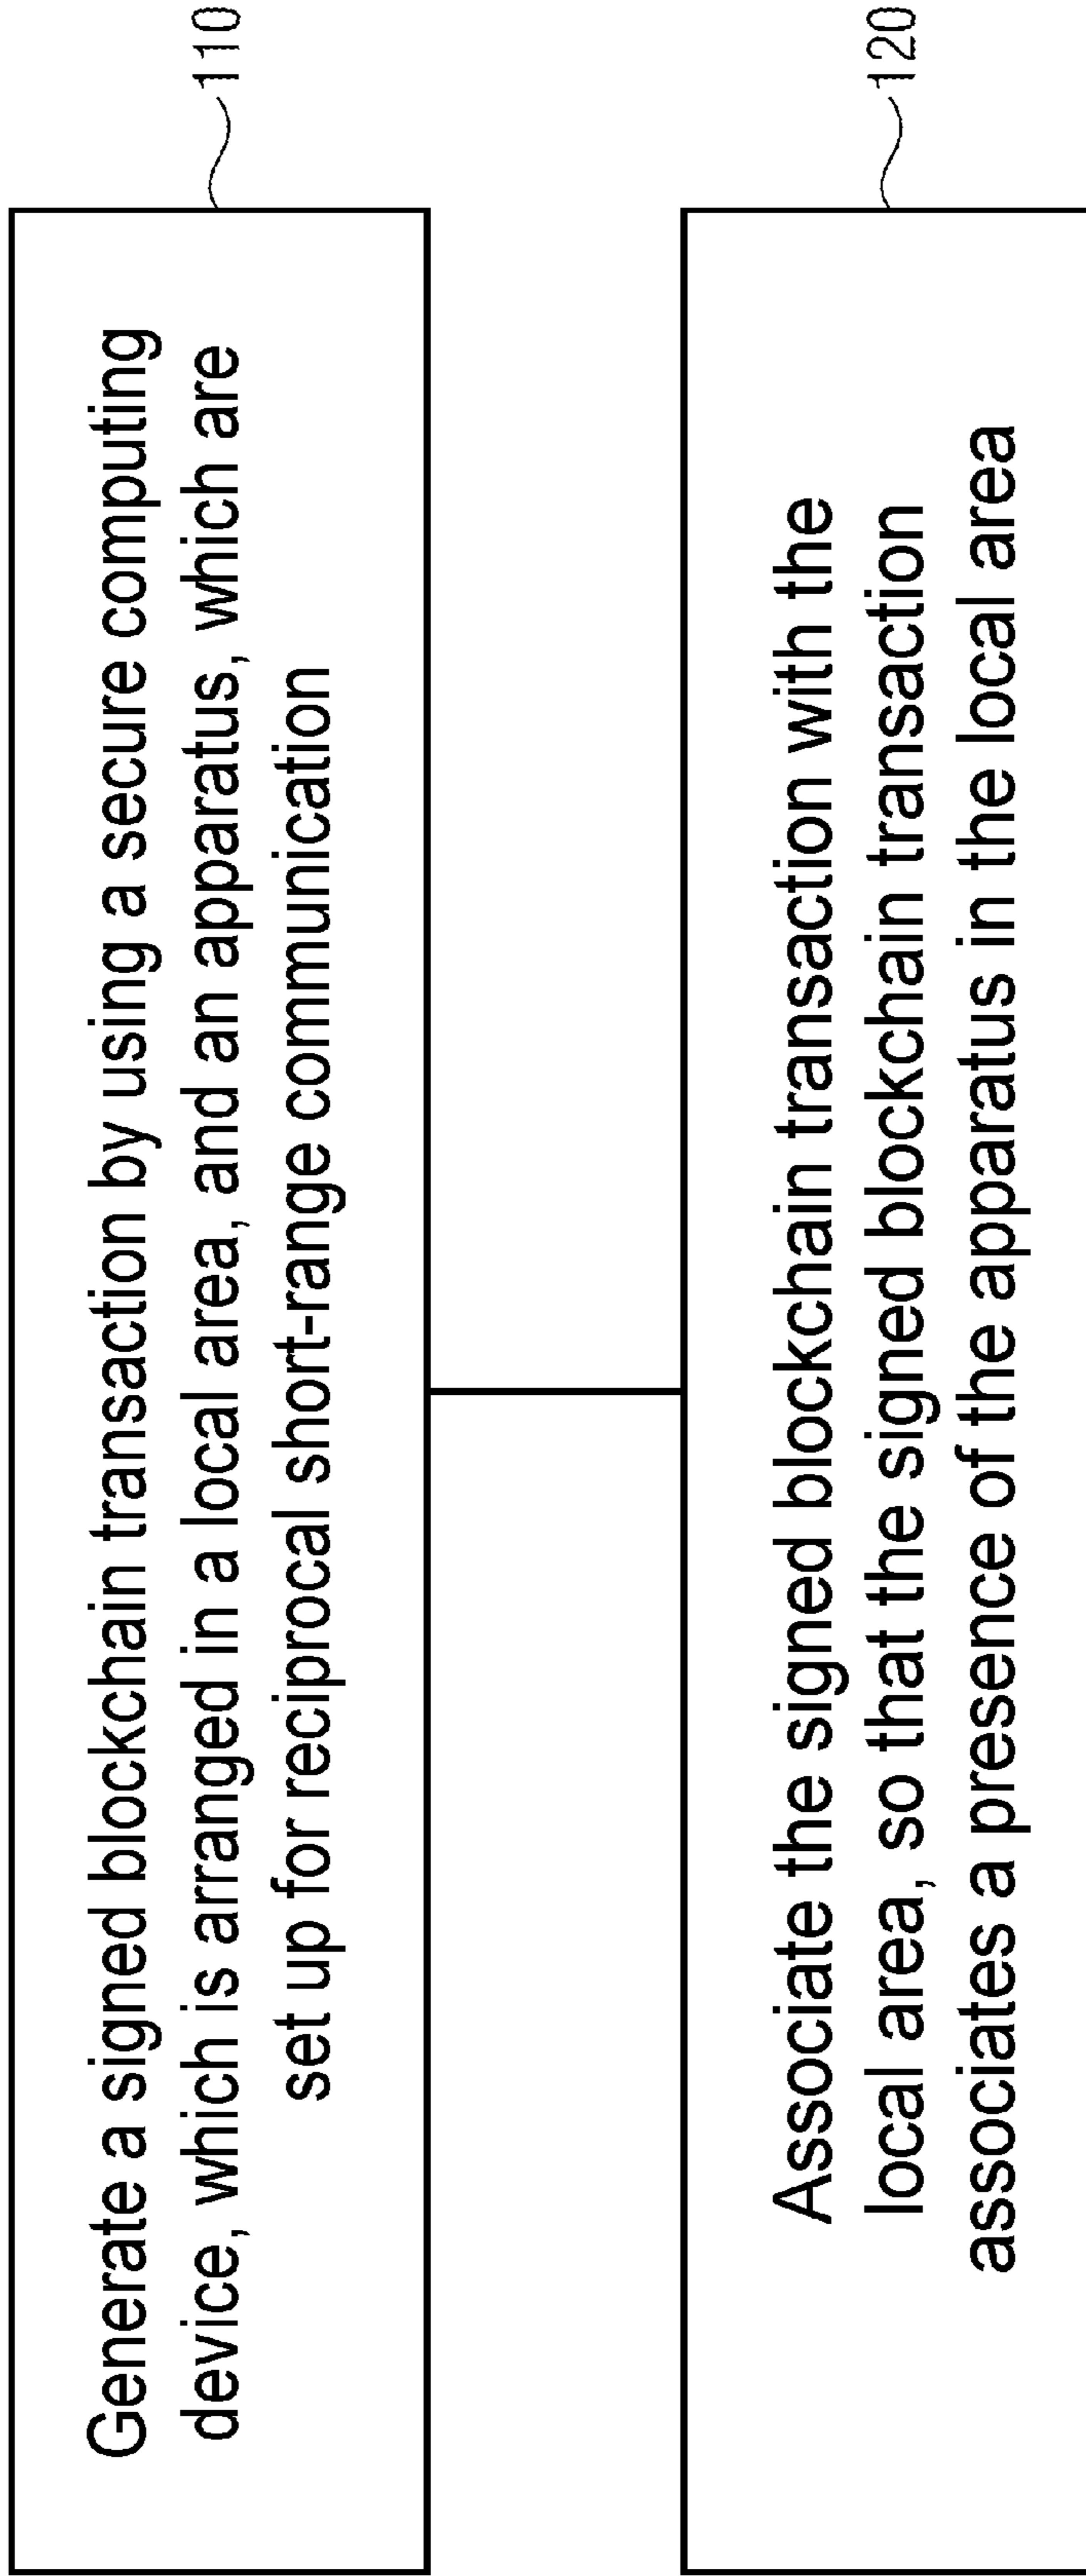 Generate a signed blockchain transaction by using a secure computing
device, which is arranged in a local area, and an apparatus, which are
set up for reciprocal short-range communication
110
Associate the signed blockchain transaction with the
local area, so that the signed blockchain transaction
associates a presence of the apparatus in the local area
120